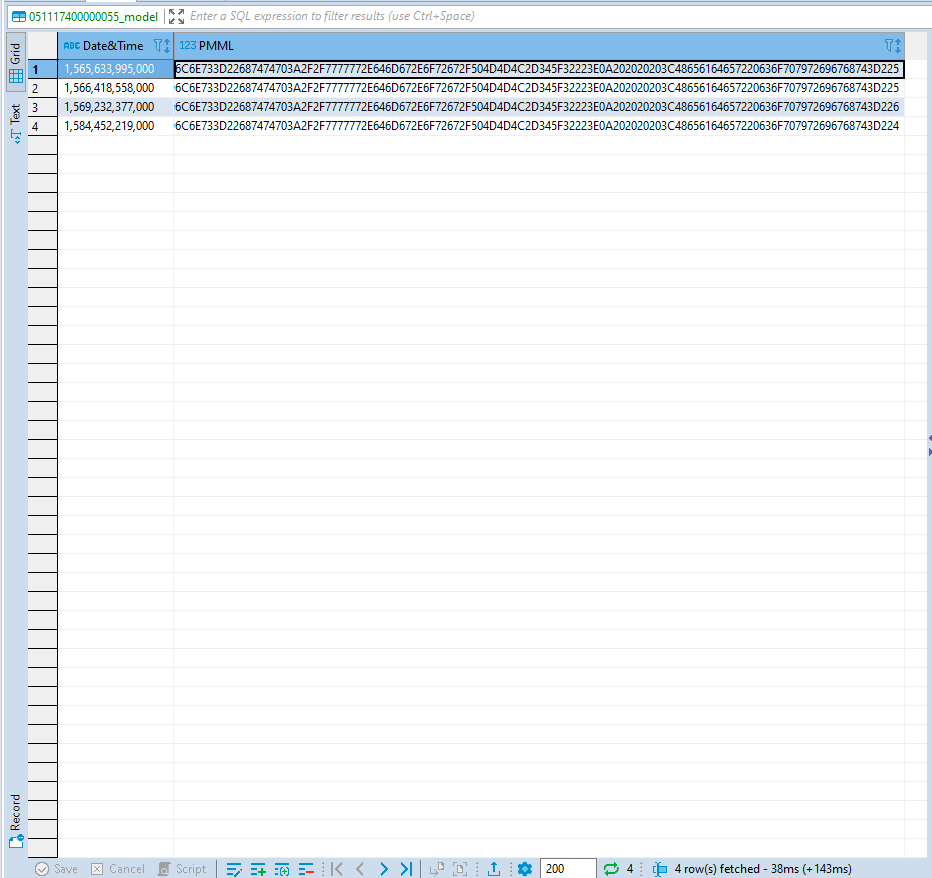 051117400000055_model Enter a SQL expression to filter results (use Ctrl+Space)
Grid
Text
Record
ABC Date&Time 123 PMML
1 1,565,633,995,000 6C6E733D22687474703A2F2F7777772E646D672E6F72672F504D4D4C2D345F32223E0A202020203C48656164657220636F707972696768743D225
2 1,566,418,558,000 6C6E733D22687474703A2F2F7777772E646D672E6F72672F504D4D4C2D345F32223E0A202020203C48656164657220636F707972696768743D225
3 1,569,232,377,000 6C6E733D22687474703A2F2F7777772E646D672E6F72672F504D4D4C2D345F32223E0A202020203C48656164657220636F707972696768743D226
4 1,584,452,219,000 6C6E733D22687474703A2F2F7777772E646D672E6F72672F504D4D4C2D345F32223E0A202020203C48656164657220636F707972696768743D224
Save Cancel Script 200 4 4 row(s) fetched - 38ms (+143ms)